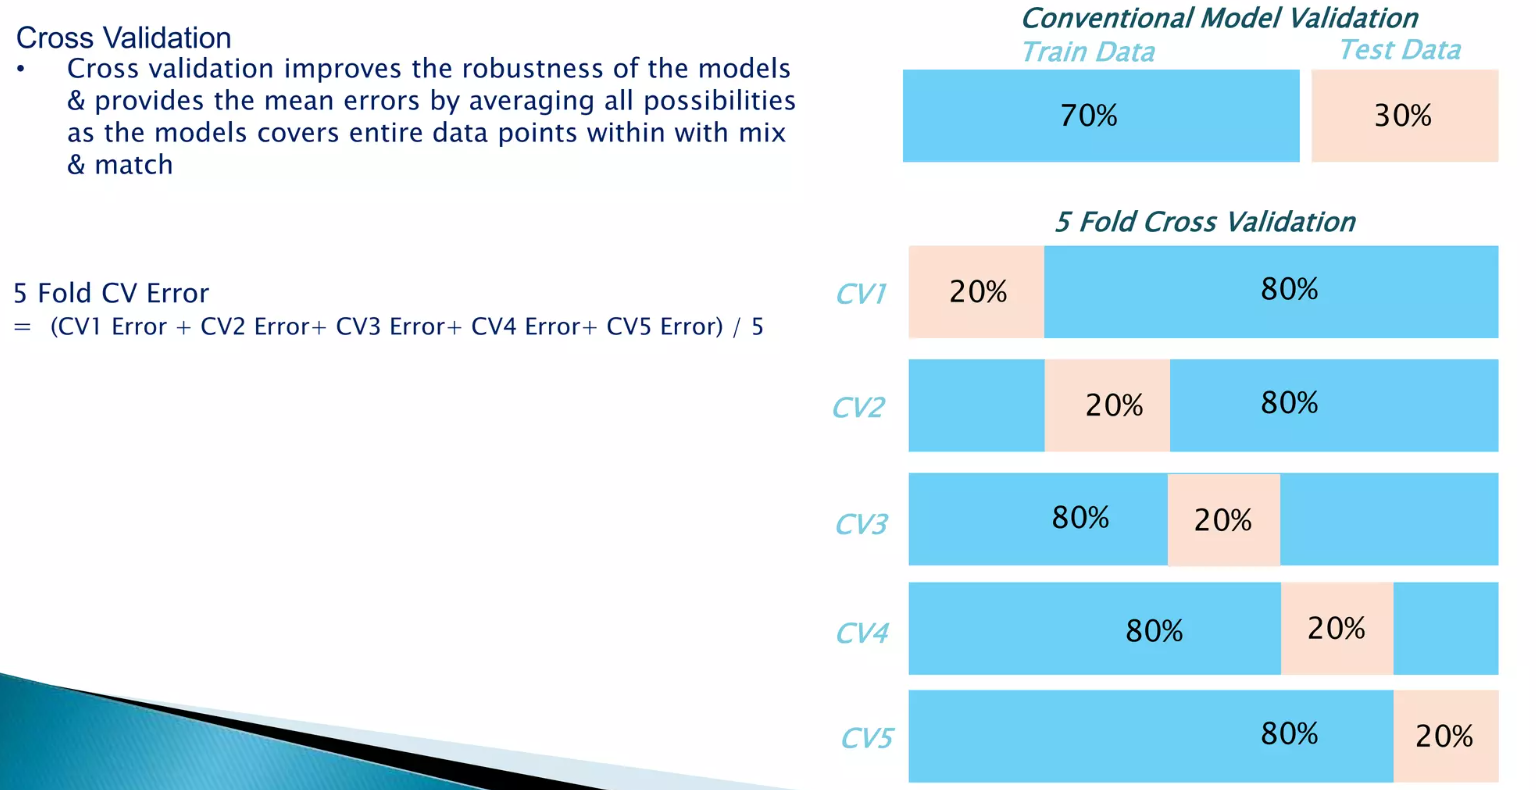 Cross Validation
• Cross validation improves the robustness of the models
& provides the mean errors by averaging all possibilities
as the models covers entire data points within with mix
& match
5 Fold CV Error
= (CV1 Error + CV2 Error+ CV3 Error+ CV4 Error+ CV5 Error) / 5
Conventional Model Validation
Train Data Test Data
70% 30%
5 Fold Cross Validation
CV1 20% 80%
CV2 20% 80%
CV3 80% 20%
CV4 80% 20%
CV5 80% 20%